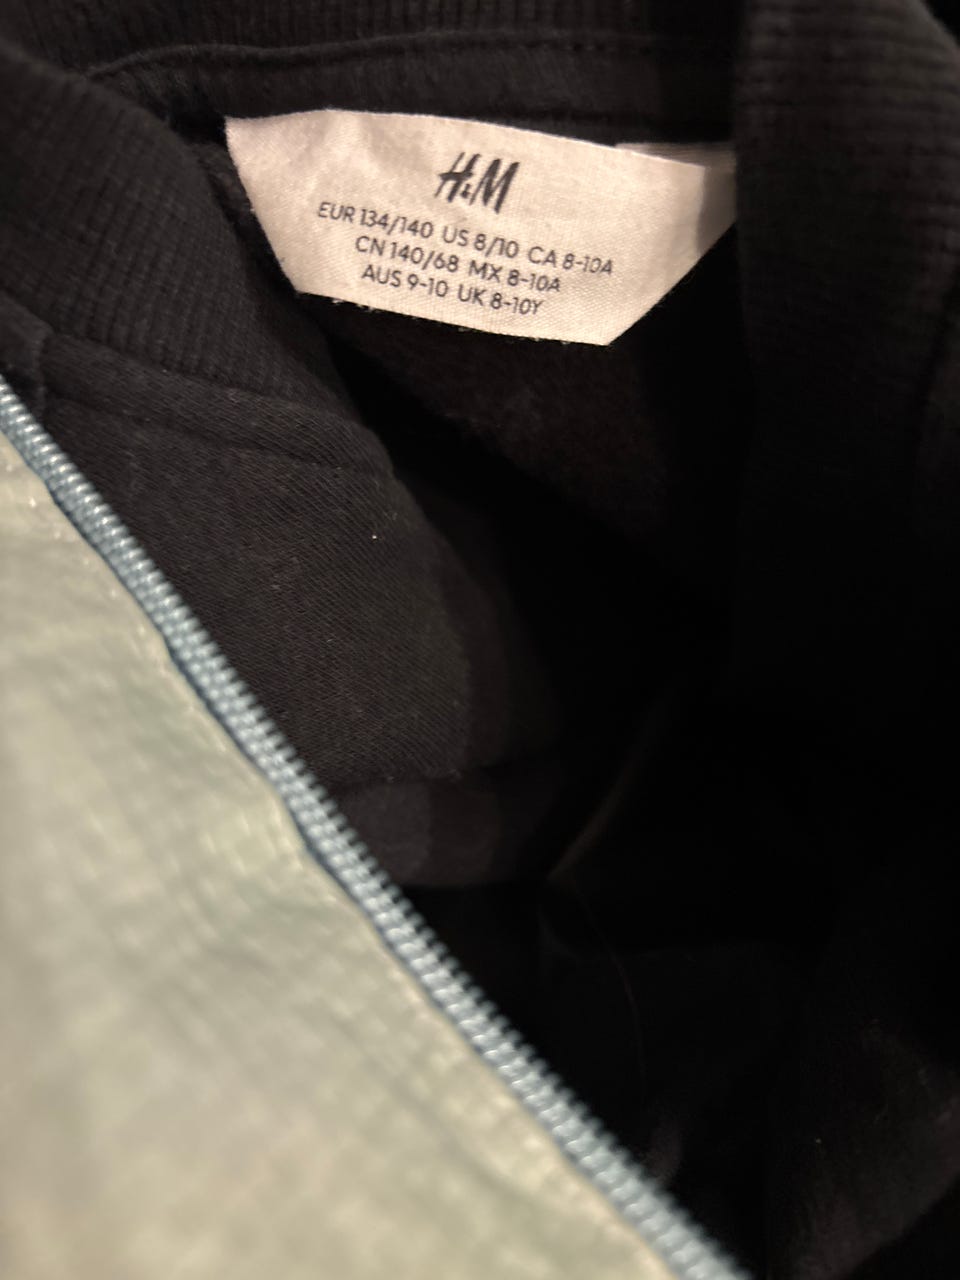 H&M
EUR 134/140 US 8/10 CA 8-10A
CN 140/68 MX 8-10A
AUS 9-10 UK 8-10Y